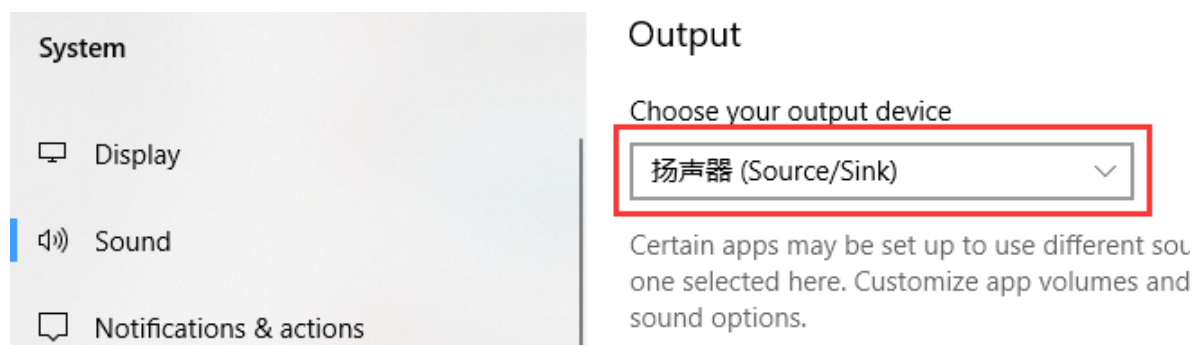 System
Display
Sound
Notifications & actions
Output
Choose your output device
扬声器 (Source/Sink)
Certain apps may be set up to use different
one selected here. Customize app volumes and
sound options.